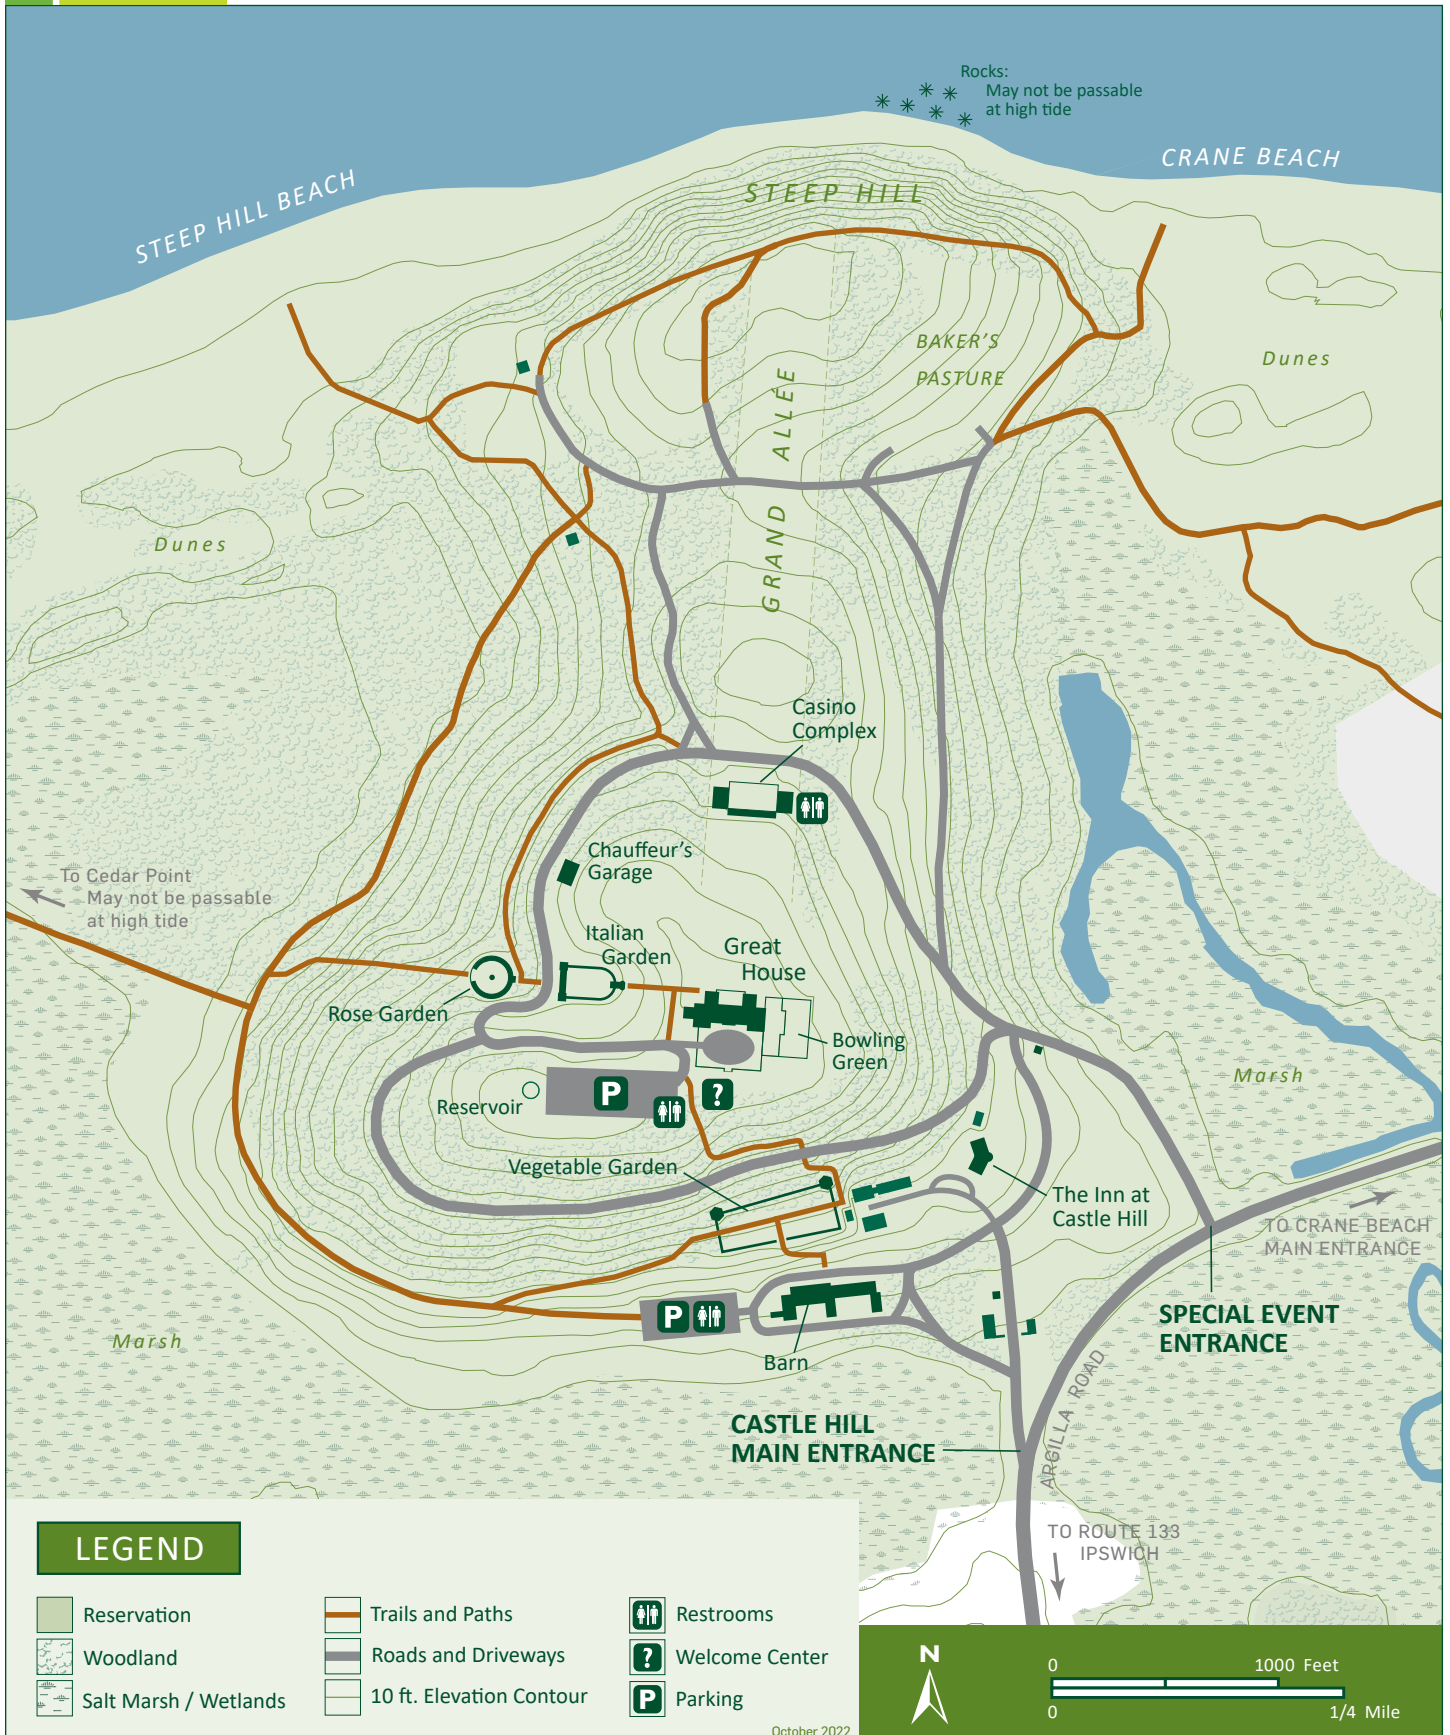 Rocks:
May not be passable
at high tide
CRANE BEACH
STEEP HILL BEACH
STEEP HILL
BAKER'S
PASTURE
Dunes
GRAND ALLÉE
Dunes
Casino
Complex
Chauffeur's
Garage
To Cedar Point
May not be passable
at high tide
Italian
Garden
Great
House
Rose Garden
Bowling
Green
Marsh
Reservoir
P
?
Vegetable Garden
The Inn at
Castle Hill
TO CRANE BEACH
MAIN ENTRANCE
SPECIAL EVENT
ENTRANCE
P
Marsh
Barn
ARGILLA ROAD
CASTLE HILL
MAIN ENTRANCE
TO ROUTE 133
IPSWICH
LEGEND
Reservation
Woodland
Salt Marsh / Wetlands
Trails and Paths
Roads and Driveways
10 ft. Elevation Contour
Restrooms
? Welcome Center
P Parking
October 2022
N
0 1000 Feet
0 1/4 Mile